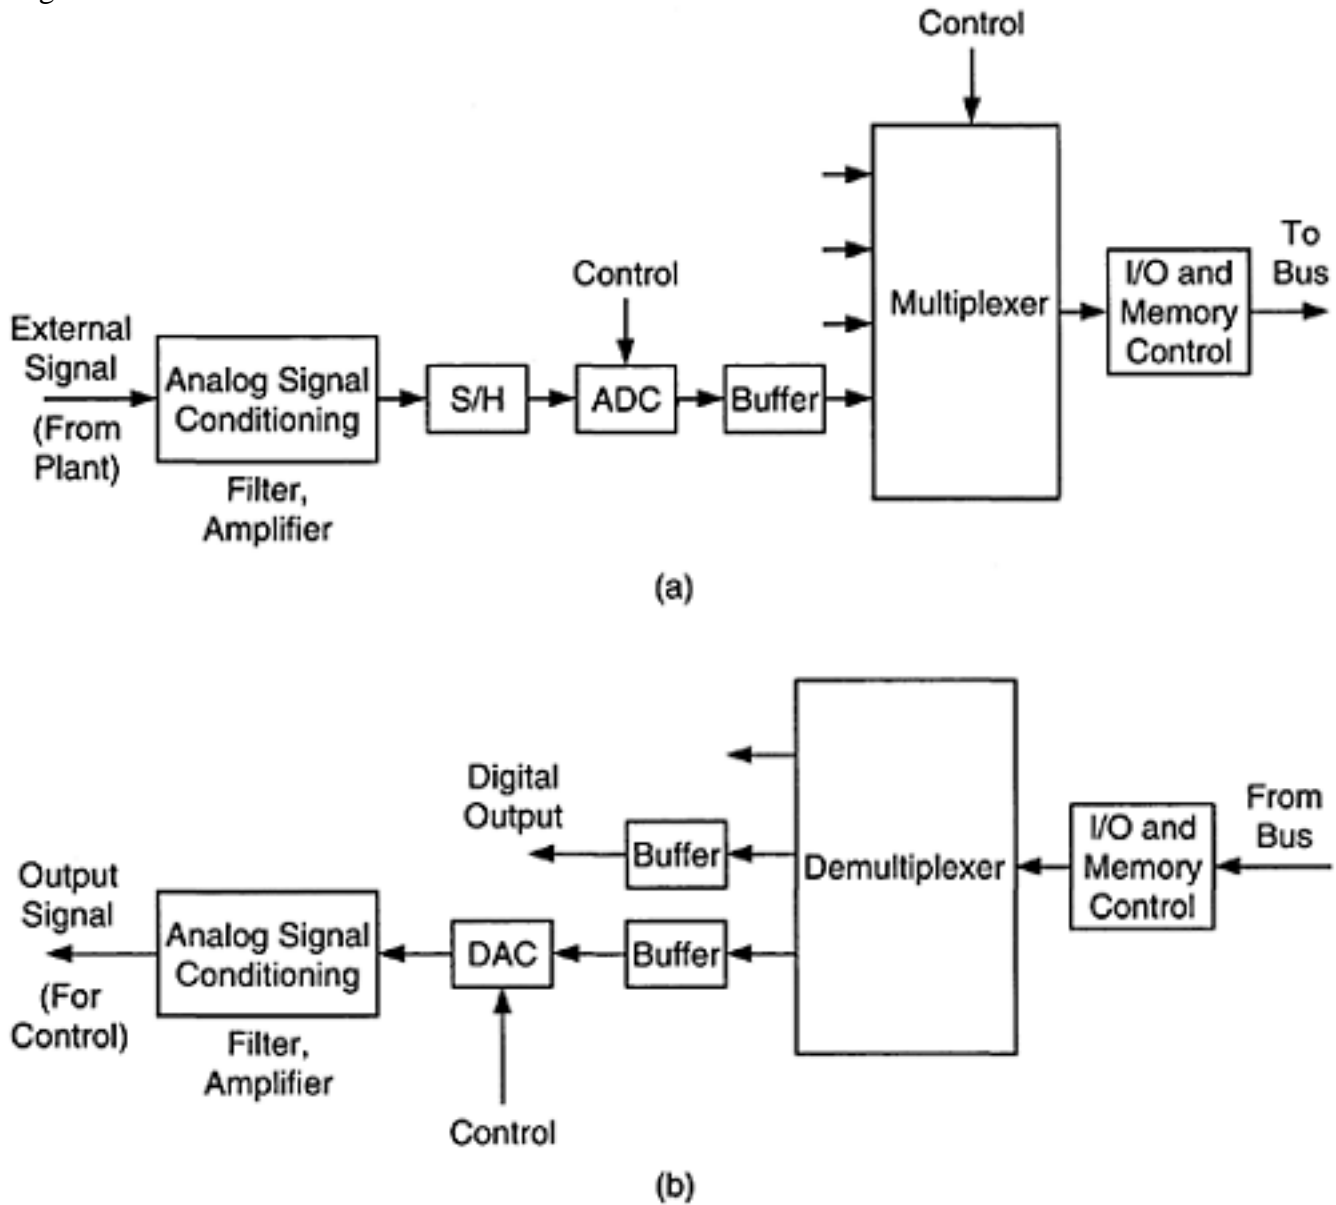 Control
To
Bus
I/O and
Memory
Control
Multiplexer
Control
External
Signal
(From
Plant)
Analog Signal
Conditioning
Filter,
Amplifier
S/H
ADC
Buffer
(a)
Digital
Output
Buffer
Demultiplexer
I/O and
Memory
Control
From
Bus
Output
Signal
(For
Control)
Analog Signal
Conditioning
Filter,
Amplifier
DAC
Buffer
Control
(b)